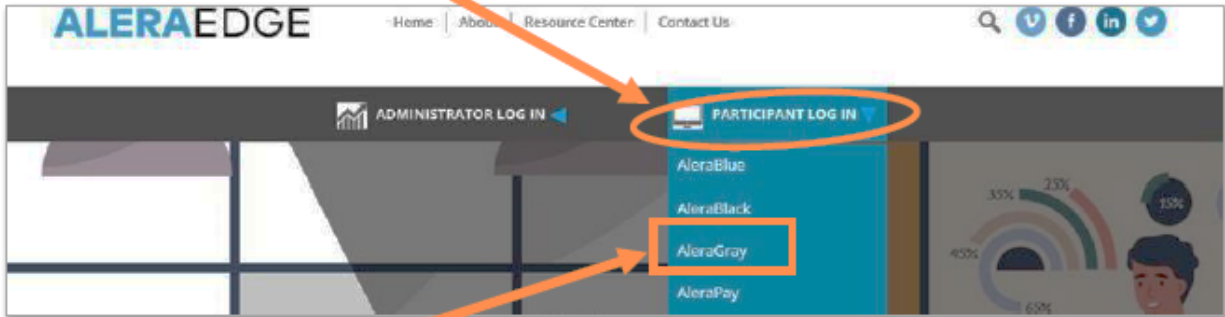 ALERAEDGE
Home | About | Resource Center | Contact Us
ADMINISTRATOR LOG IN
PARTICIPANT LOG IN
AleraBlue
AleraBlack
AleraGray
AleraPay
35%
25%
15%
45%
65%